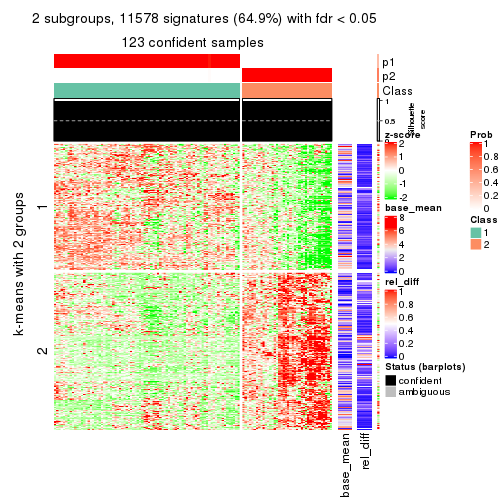 2 subgroups, 11578 signatures (64.9%) with fdr < 0.05
123 confident samples
p1
p2
Class
1
0.5
0
Silhouette
score
k-means with 2 groups
1
2
base_mean
rel_diff
z-score
2
1
0
-1
-2
base_mean
8
6
4
2
0
rel_diff
1
0.8
0.6
0.4
0.2
0
Status (barplots)
confident
ambiguous
Prob
1
0.8
0.6
0.4
0.2
0
Class
1
2